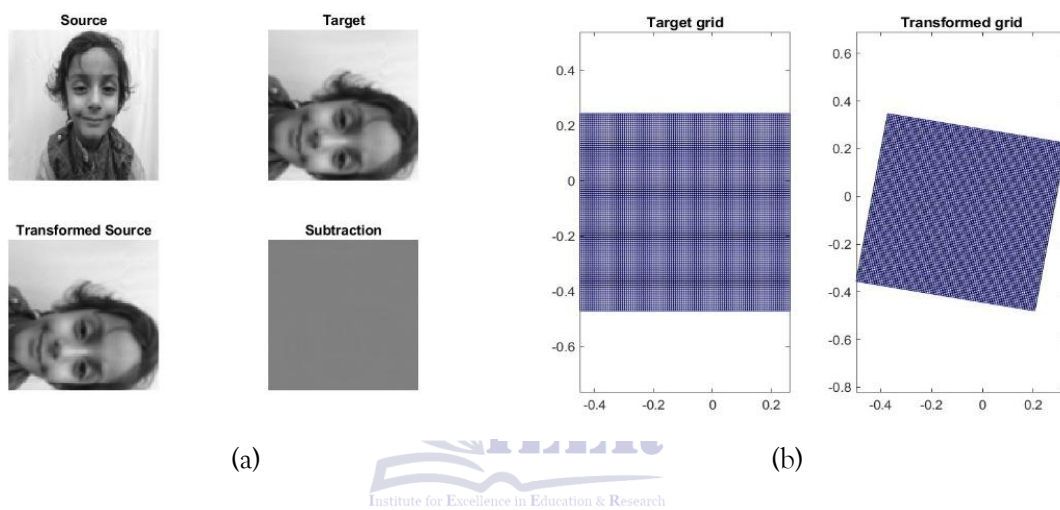 Source
Target
Transformed Source
Subtraction
Target grid
0.4
0.2
0
-0.2
-0.4
-0.6
-0.4
-0.2
0
0.2
Transformed grid
0.6
0.4
0.2
0
-0.2
-0.4
-0.6
-0.8
-0.4
-0.2
0
0.2
(a)
(b)
Institute for Excellence in Education & Research